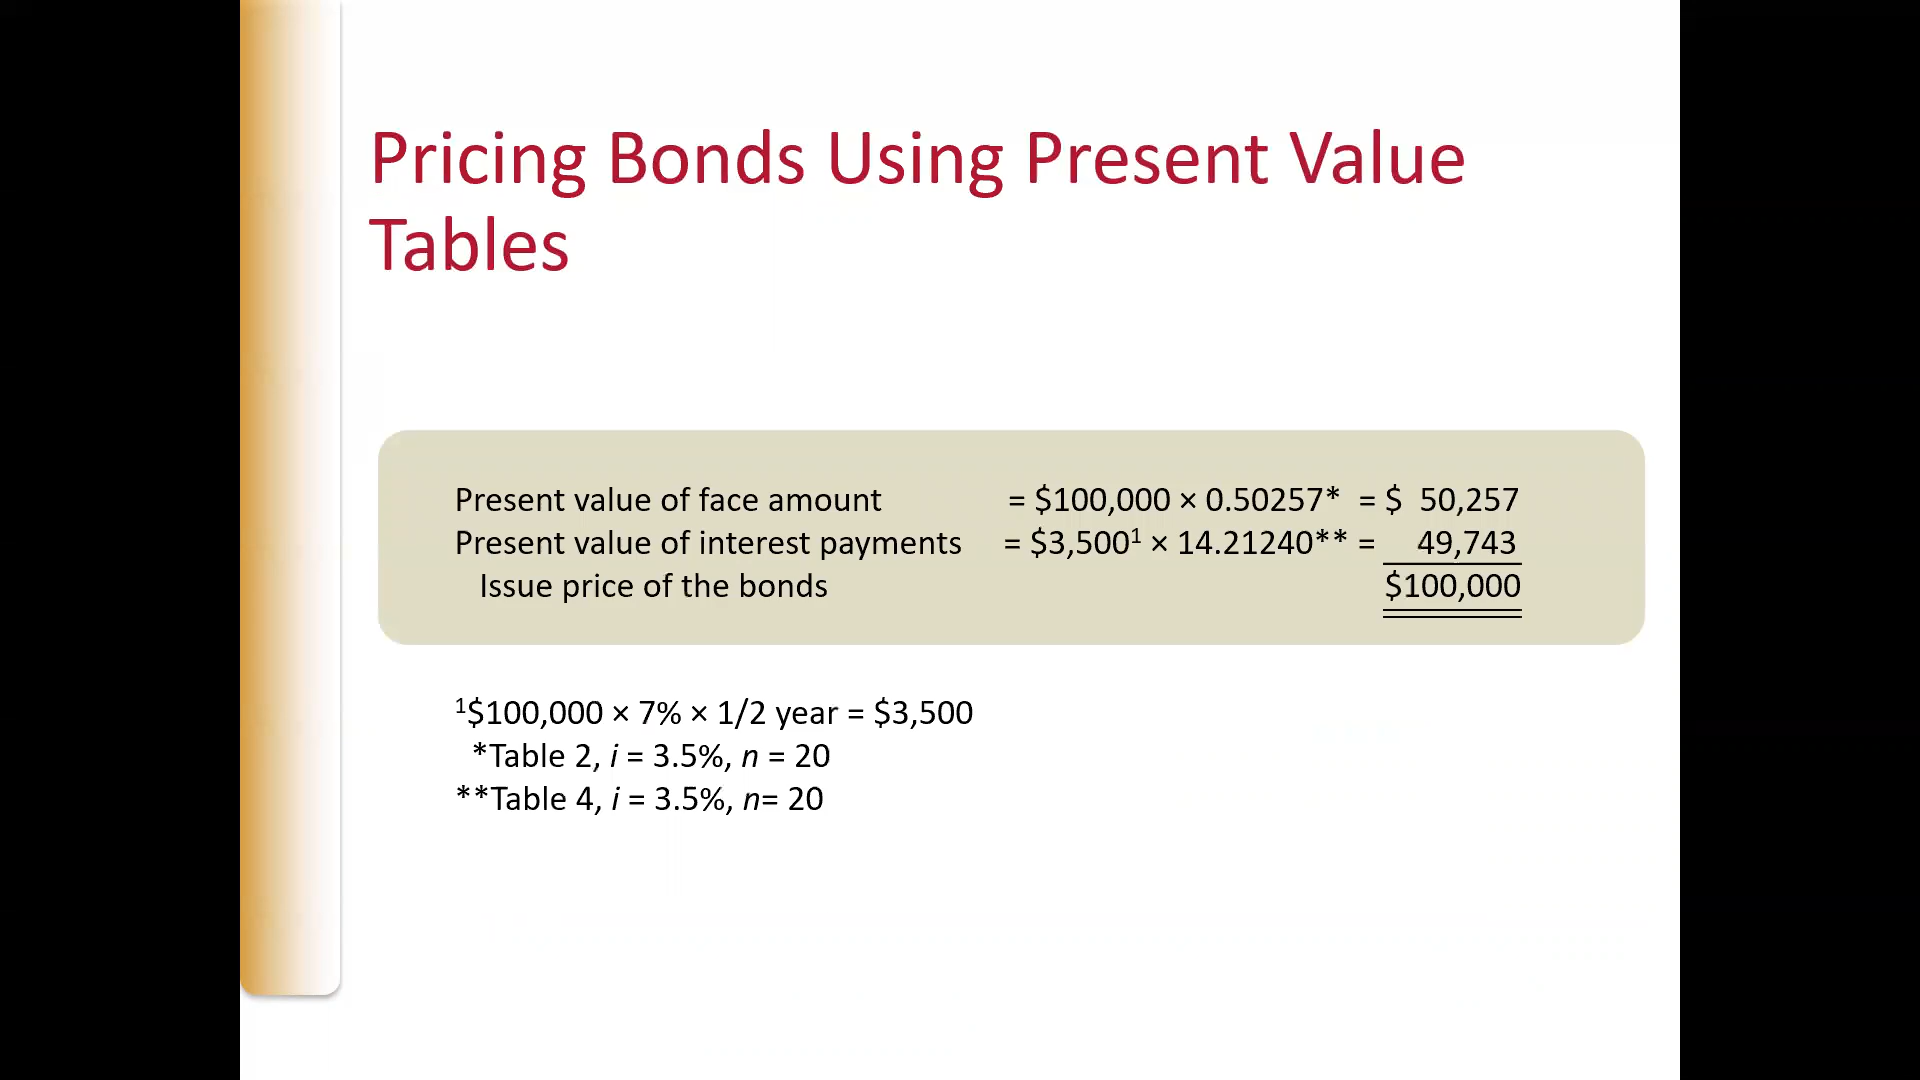 Pricing Bonds Using Present Value
Tables
Present value of face amount = $100,000 × 0.50257* = $ 50,257
Present value of interest payments = $3,500¹ × 14.21240** = 49,743
Issue price of the bonds $100,000
¹$100,000 × 7% × 1/2 year = $3,500
*Table 2, i = 3.5%, n = 20
**Table 4, i = 3.5%, n= 20